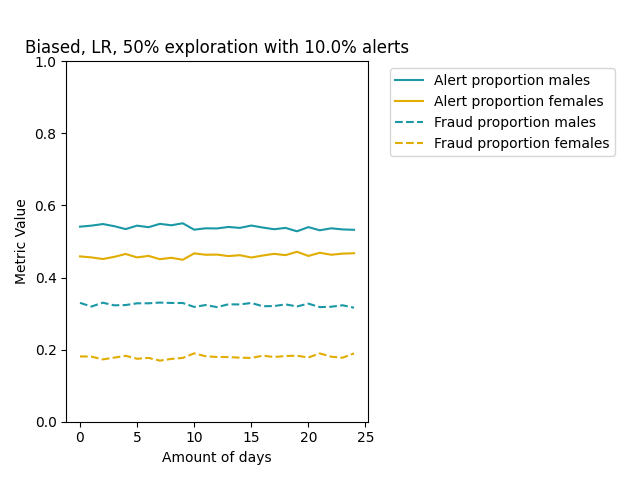 Biased, LR, 50% exploration with 10.0% alerts
Alert proportion males
Alert proportion females
Fraud proportion males
Fraud proportion females
Metric Value
1.0
0.8
0.6
0.4
0.2
0.0
0 5 10 15 20 25
Amount of days